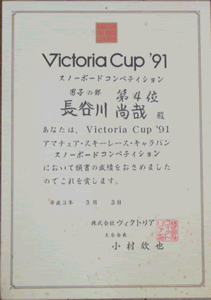 Victoria Cup '91
スノーボードコンペティション
男子の部 第4位
長谷川 尚哉 殿
あなたは、Victoria Cup '91
アマチュア・スキーレース・キャラバン
スノーボードコンペティション
において頭書の成績をおさめました
のでこれを賞します。
平成3年 3月 3日
株式会社 ヴィクトリア
大会会長
小村欣也